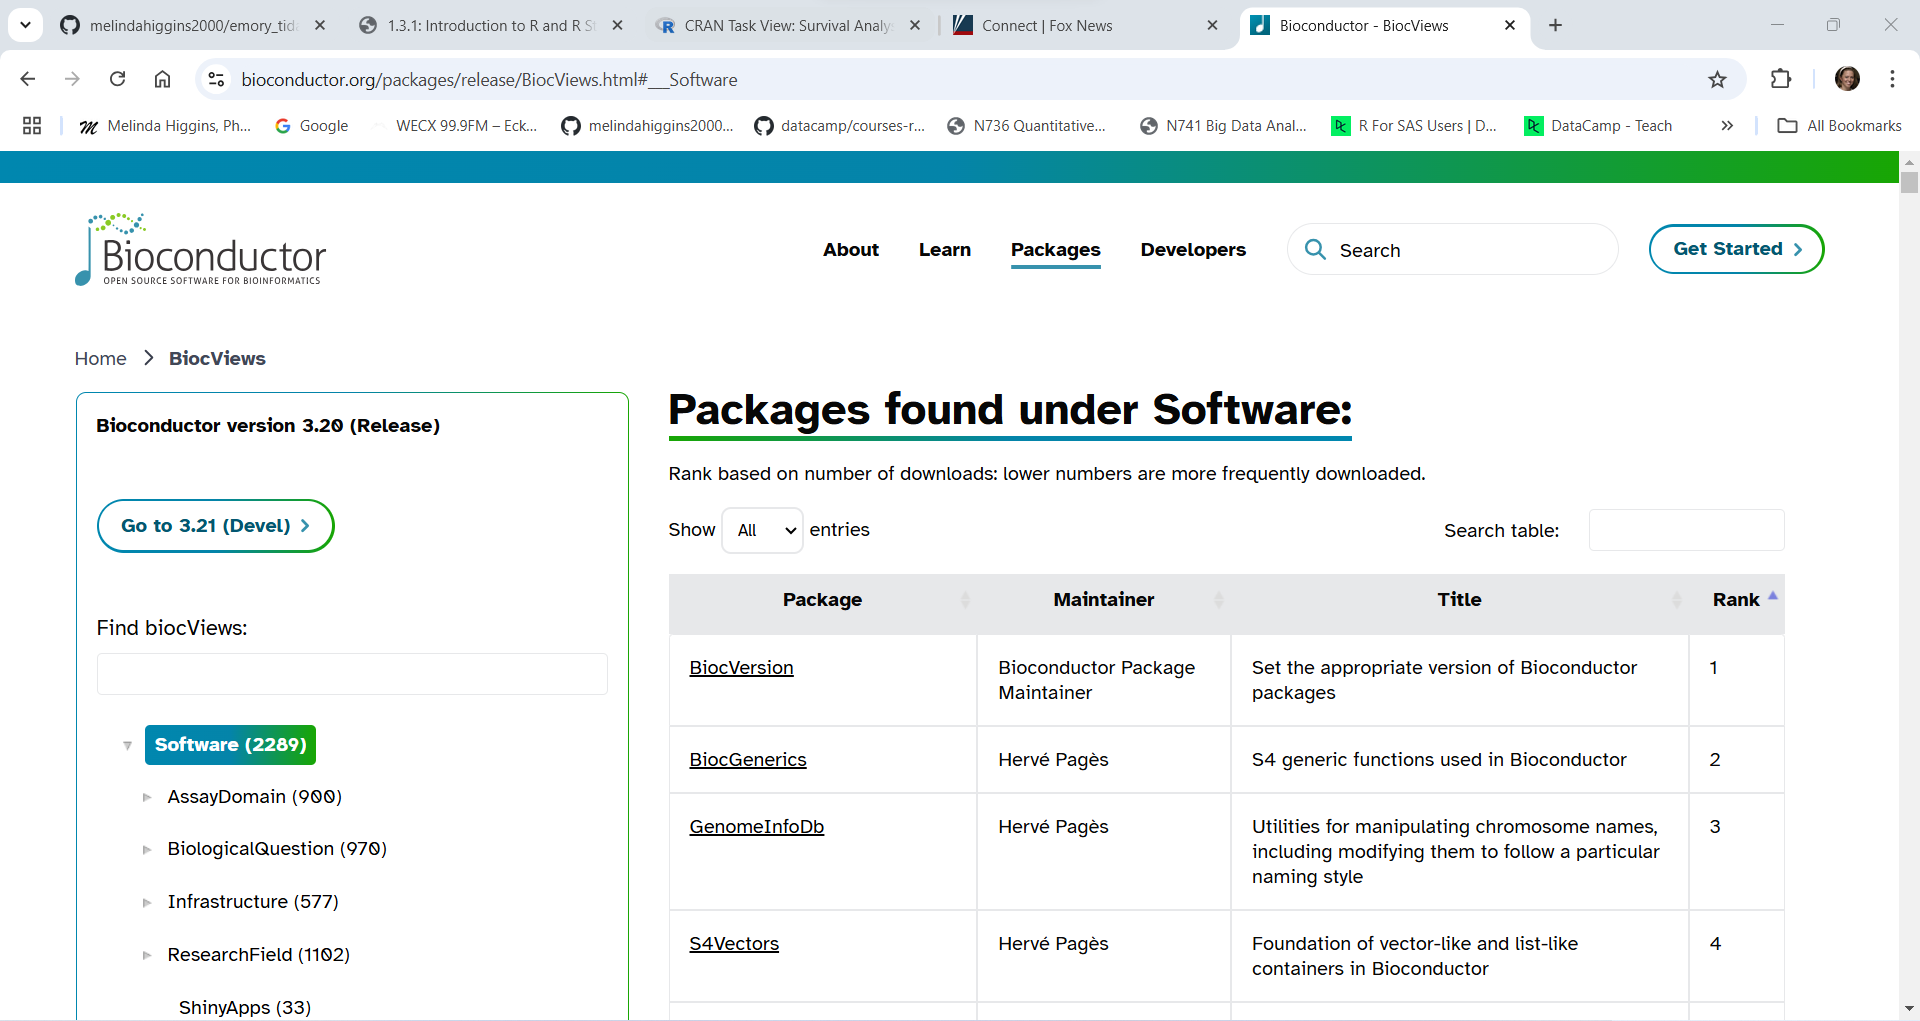 melindahiggins2000/emory_tida
1.3.1: Introduction to R and R St
CRAN Task View: Survival Analys
Connect | Fox News
Bioconductor - BiocViews
bioconductor.org/packages/release/BiocViews.html#___Software
Melinda Higgins, Ph...
Google
WECX 99.9FM – Eck...
melindahiggins2000...
datacamp/courses-r...
N736 Quantitative...
N741 Big Data Anal...
R For SAS Users | D...
DataCamp - Teach
All Bookmarks
Bioconductor
OPEN SOURCE SOFTWARE FOR BIOINFORMATICS
About
Learn
Packages
Developers
Search
Get Started
Home > BiocViews
Bioconductor version 3.20 (Release)
Go to 3.21 (Devel)
Find biocViews:
Software (2289)
AssayDomain (900)
BiologicalQuestion (970)
Infrastructure (577)
ResearchField (1102)
ShinyApps (33)
Packages found under Software:
Rank based on number of downloads: lower numbers are more frequently downloaded.
Show All entries
Search table:
Package Maintainer Title Rank
BiocVersion
Bioconductor Package
Maintainer
Set the appropriate version of Bioconductor
packages
1
BiocGenerics
Hervé Pagès
S4 generic functions used in Bioconductor
2
GenomeInfoDb
Hervé Pagès
Utilities for manipulating chromosome names,
including modifying them to follow a particular
naming style
3
S4Vectors
Hervé Pagès
Foundation of vector-like and list-like
containers in Bioconductor
4